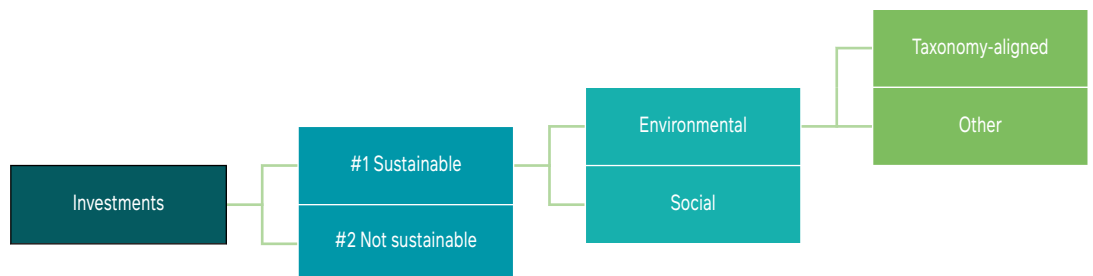 Investments
#1 Sustainable
#2 Not sustainable
Environmental
Social
Taxonomy-aligned
Other